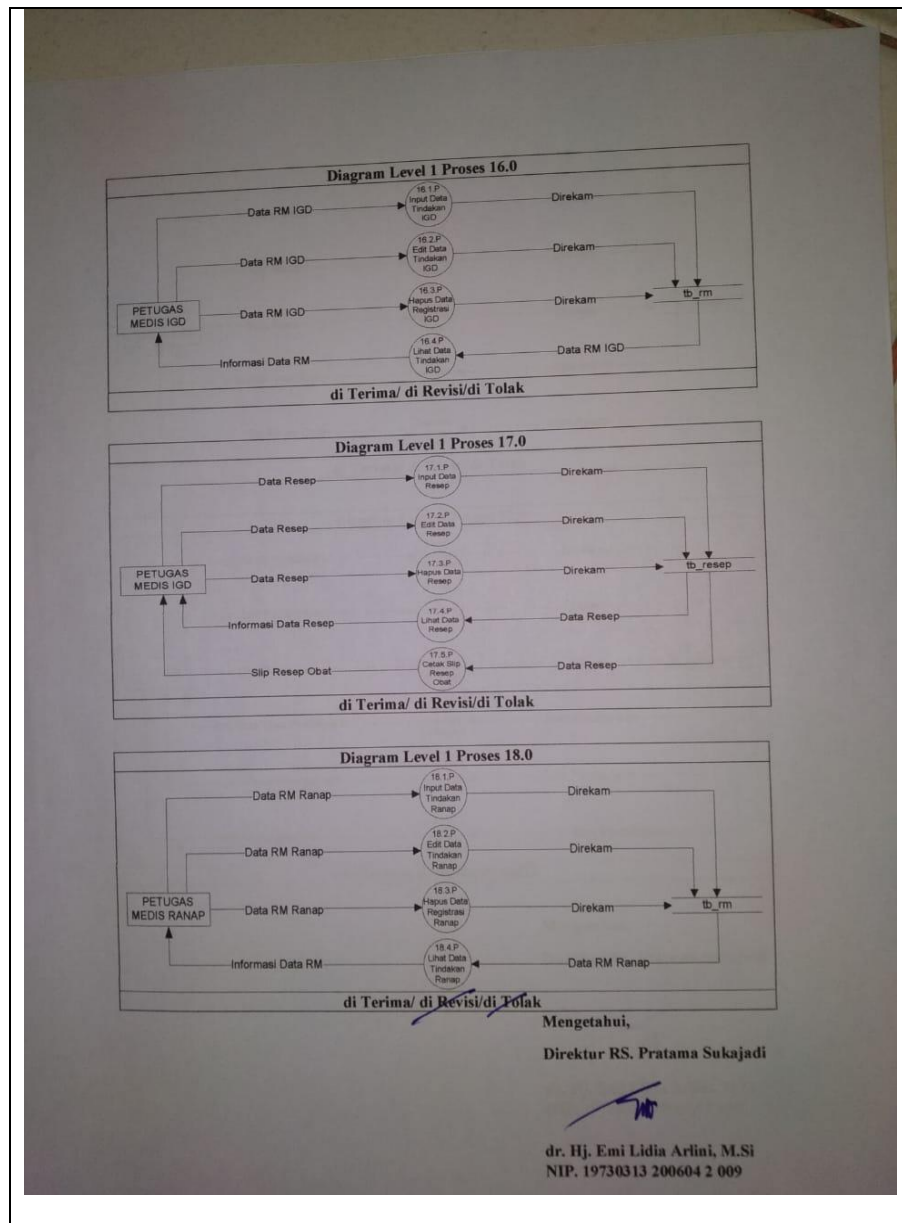 Diagram Level 1 Proses 16.0
16.1.P
Input Data
Tindakan
IGD
Data RM IGD
Direkam
16.2.P
Edit Data
Tindakan
IGD
Data RM IGD
Direkam
16.3.P
Hapus Data
Registrasi
IGD
PETUGAS
MEDIS IGD
Data RM IGD
Direkam
tb_rm
16.4.P
Lihat Data
Tindakan
IGD
Informasi Data RM
Data RM IGD
di Terima/ di Revisi/di Tolak
Diagram Level 1 Proses 17.0
17.1.P
Input Data
Resep
Data Resep
Direkam
17.2.P
Edit Data
Resep
Data Resep
Direkam
17.3.P
Hapus Data
Resep
PETUGAS
MEDIS IGD
Data Resep
Direkam
tb_resep
17.4.P
Lihat Data
Resep
Informasi Data Resep
Data Resep
17.5.P
Cetak Slip
Resep
Obat
Slip Resep Obat
Data Resep
di Terima/ di Revisi/di Tolak
Diagram Level 1 Proses 18.0
18.1.P
Input Data
Tindakan
Ranap
Data RM Ranap
Direkam
18.2.P
Edit Data
Tindakan
Ranap
Data RM Ranap
Direkam
18.3.P
Hapus Data
Registrasi
Ranap
PETUGAS
MEDIS RANAP
Data RM Ranap
Direkam
tb_rm
18.4.P
Lihat Data
Tindakan
Ranap
Informasi Data RM
Data RM Ranap
di Terima/ di Revisi/di Tolak
Mengetahui,
Direktur RS. Pratama Sukajadi
dr. Hj. Emi Lidia Arlini, M.Si
NIP. 19730313 200604 2 009